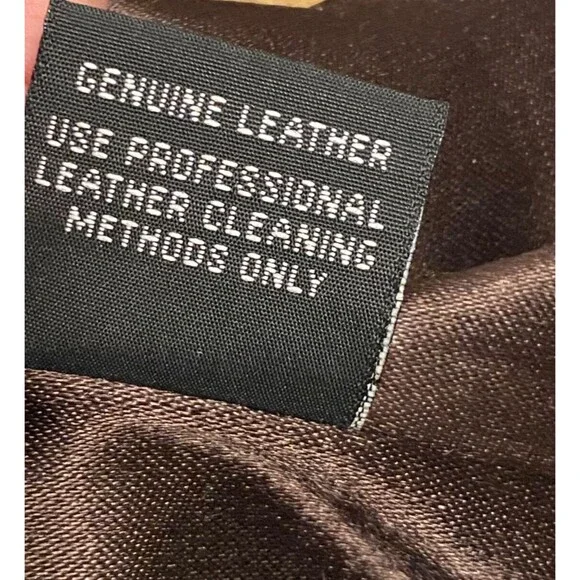 GENUINE LEATHER
USE PROFESSIONAL
LEATHER CLEANING
METHODS ONLY